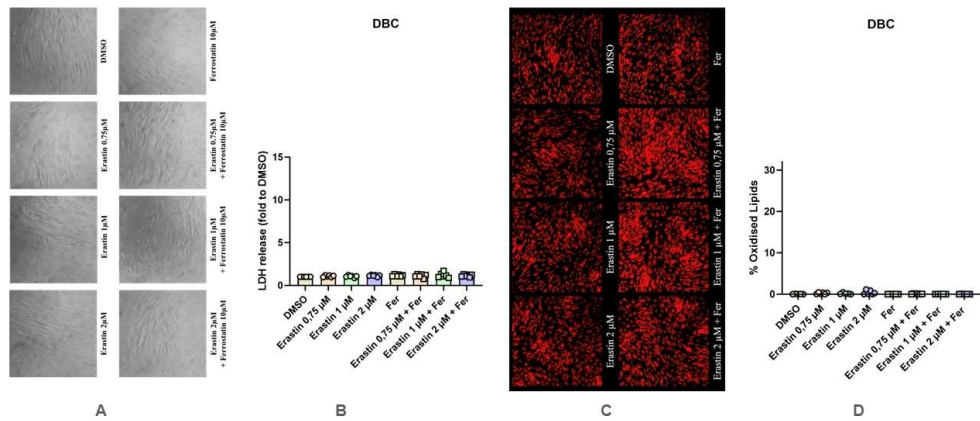 DMSO
Ferrostatin 10µM
Erastin 0,75µM
Erastin 0,75µM
+ Ferrostatin 10µM
Erastin 1µM
Erastin 1µM
+ Ferrostatin 10µM
Erastin 2µM
Erastin 2µM
+ Ferrostatin 10µM
A
DBC
LDH release (fold to DMSO)
15
10
5
1
0
DMSO
Erastin 0,75 µM
Erastin 1 µM
Erastin 2 µM
Fer
Erastin 0,75 µM + Fer
Erastin 1 µM + Fer
Erastin 2 µM + Fer
B
DMSO
Fer
Erastin 0,75 µM
Erastin 0,75 µM + Fer
Erastin 1 µM
Erastin 1 µM + Fer
Erastin 2 µM
Erastin 2 µM + Fer
C
DBC
% Oxidised Lipids
30
20
10
0
DMSO
Erastin 0,75 µM
Erastin 1 µM
Erastin 2 µM
Fer
Erastin 0,75 µM + Fer
Erastin 1 µM + Fer
Erastin 2 µM + Fer
D